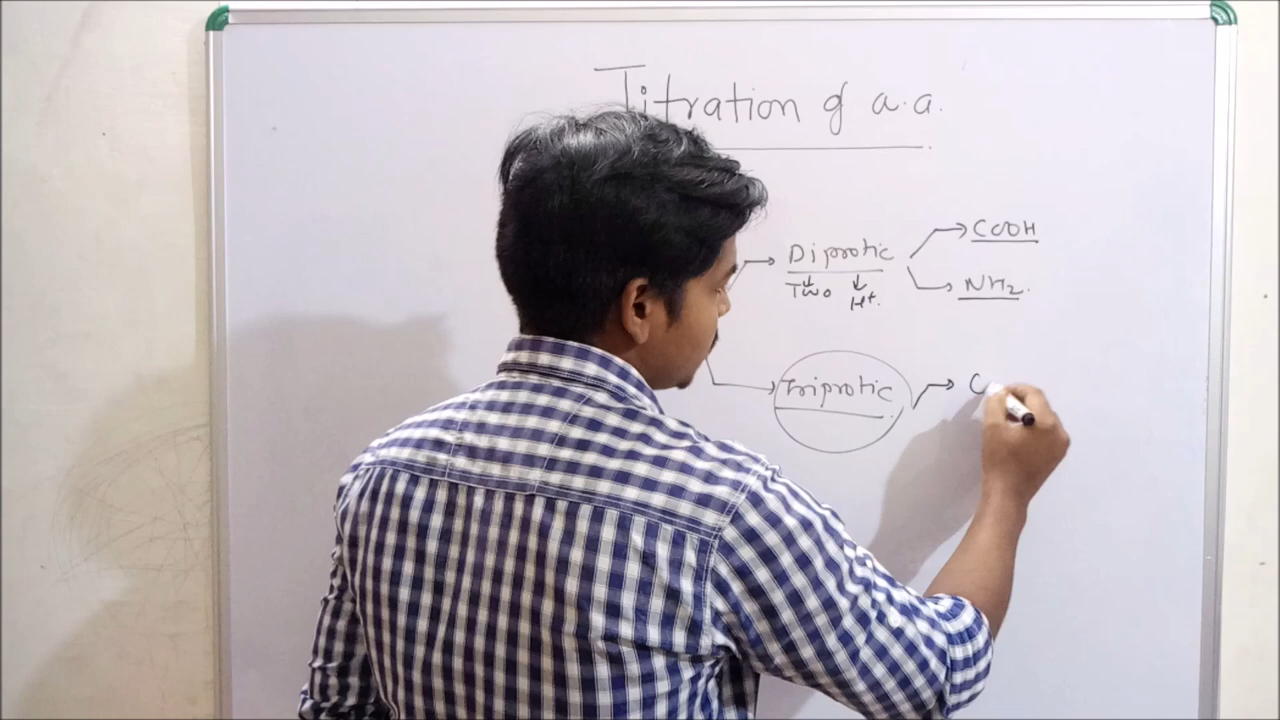 Titration of a.a.
Diprotic → COOH
Two H+.
→ NH2.
Triprotic → C